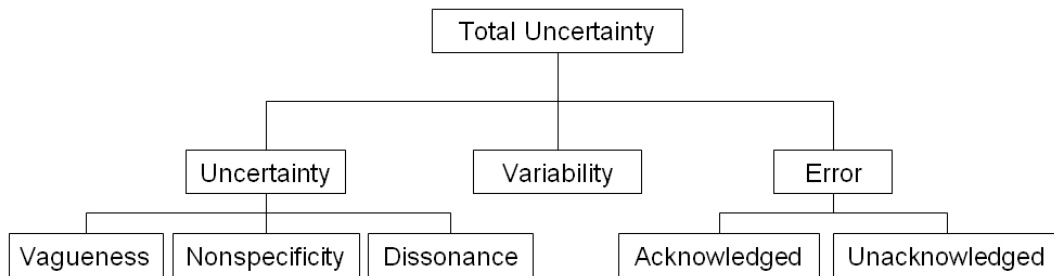 Total Uncertainty
Uncertainty
Variability
Error
Vagueness
Nonspecificity
Dissonance
Acknowledged
Unacknowledged